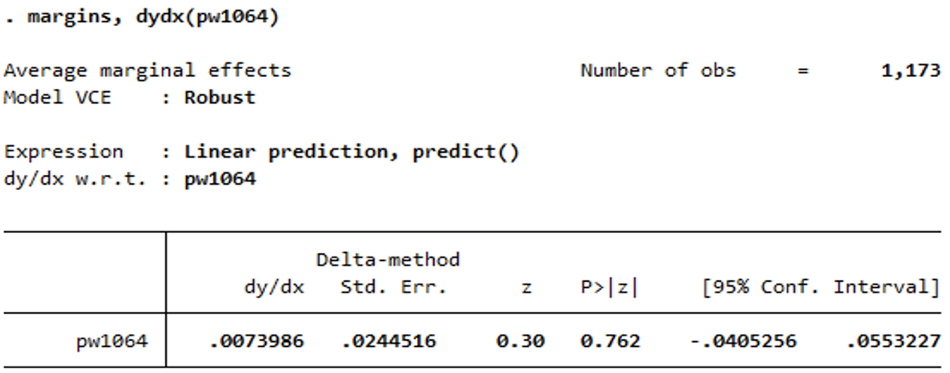 . margins, dydx(pw1064)
Average marginal effects Number of obs = 1,173
Model VCE : Robust
Expression : Linear prediction, predict()
dy/dx w.r.t. : pw1064
Delta-method
dy/dx Std. Err. z P>|z| [95% Conf. Interval]
pw1064 .0073986 .0244516 0.30 0.762 -.0405256 .0553227